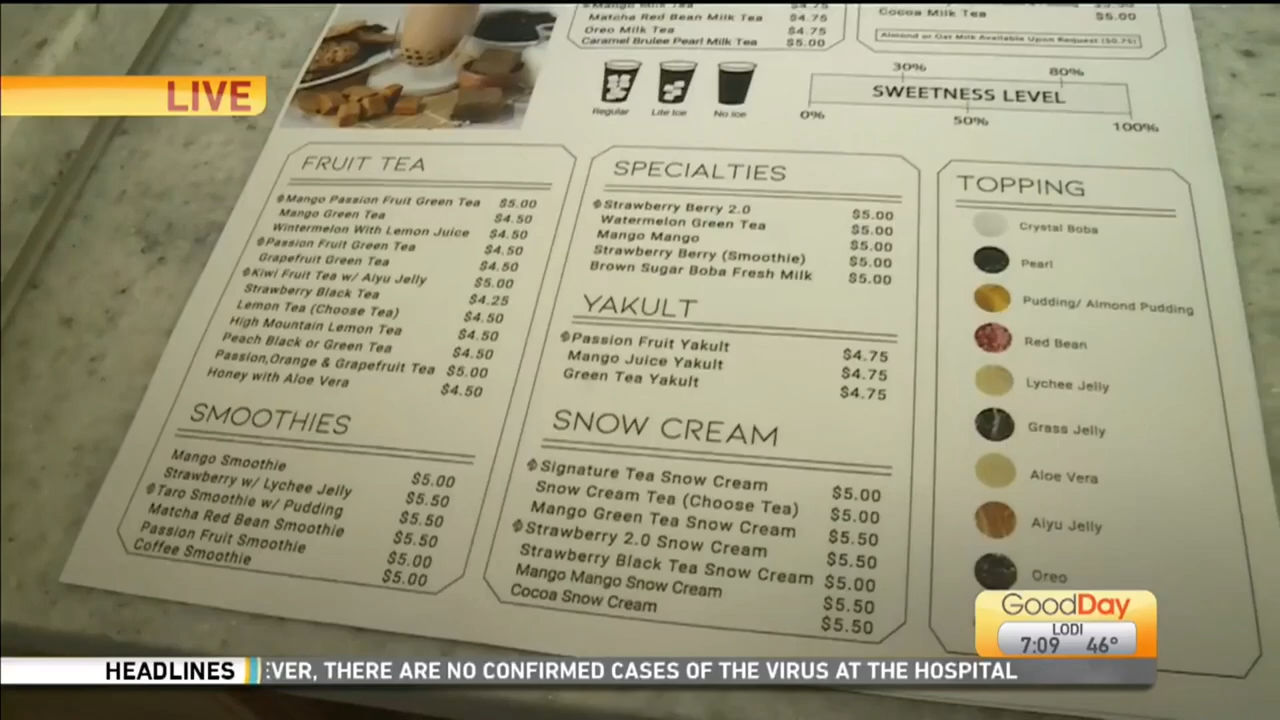 Matcha Red Bean Milk Tea $4.75
Oreo Milk Tea $4.75
Caramel Brulee Pearl Milk Tea $5.00
Cocoa Milk Tea $5.00
Almond or Oat Milk Available Upon Request ($0.75)
Regular Lite Ice No Ice
30% 80%
SWEETNESS LEVEL
0% 50% 100%
LIVE
FRUIT TEA
Mango Passion Fruit Green Tea $5.00
Mango Green Tea $4.50
Wintermelon With Lemon Juice $4.50
Passion Fruit Green Tea $4.50
Grapefruit Green Tea $4.50
Kiwi Fruit Tea w/ Aiyu Jelly $5.00
Strawberry Black Tea $4.25
Lemon Tea (Choose Tea) $4.50
High Mountain Lemon Tea $4.50
Peach Black or Green Tea $4.50
Passion,Orange & Grapefruit Tea $5.00
Honey with Aloe Vera $4.50
SMOOTHIES
Mango Smoothie $5.00
Strawberry w/ Lychee Jelly $5.50
Taro Smoothie w/ Pudding $5.50
Matcha Red Bean Smoothie $5.50
Passion Fruit Smoothie $5.00
Coffee Smoothie $5.00
SPECIALTIES
Strawberry Berry 2.0 $5.00
Watermelon Green Tea $5.00
Mango Mango $5.00
Strawberry Berry (Smoothie) $5.00
Brown Sugar Boba Fresh Milk $5.00
YAKULT
Passion Fruit Yakult $4.75
Mango Juice Yakult $4.75
Green Tea Yakult $4.75
SNOW CREAM
Signature Tea Snow Cream $5.00
Snow Cream Tea (Choose Tea) $5.00
Mango Green Tea Snow Cream $5.50
Strawberry 2.0 Snow Cream $5.50
Strawberry Black Tea Snow Cream $5.00
Mango Mango Snow Cream $5.50
Cocoa Snow Cream $5.50
TOPPING
Crystal Boba
Pearl
Pudding/ Almond Pudding
Red Bean
Lychee Jelly
Grass Jelly
Aloe Vera
Aiyu Jelly
Oreo
GoodDay
LODI
7:09 46°
HEADLINES EVER, THERE ARE NO CONFIRMED CASES OF THE VIRUS AT THE HOSPITAL